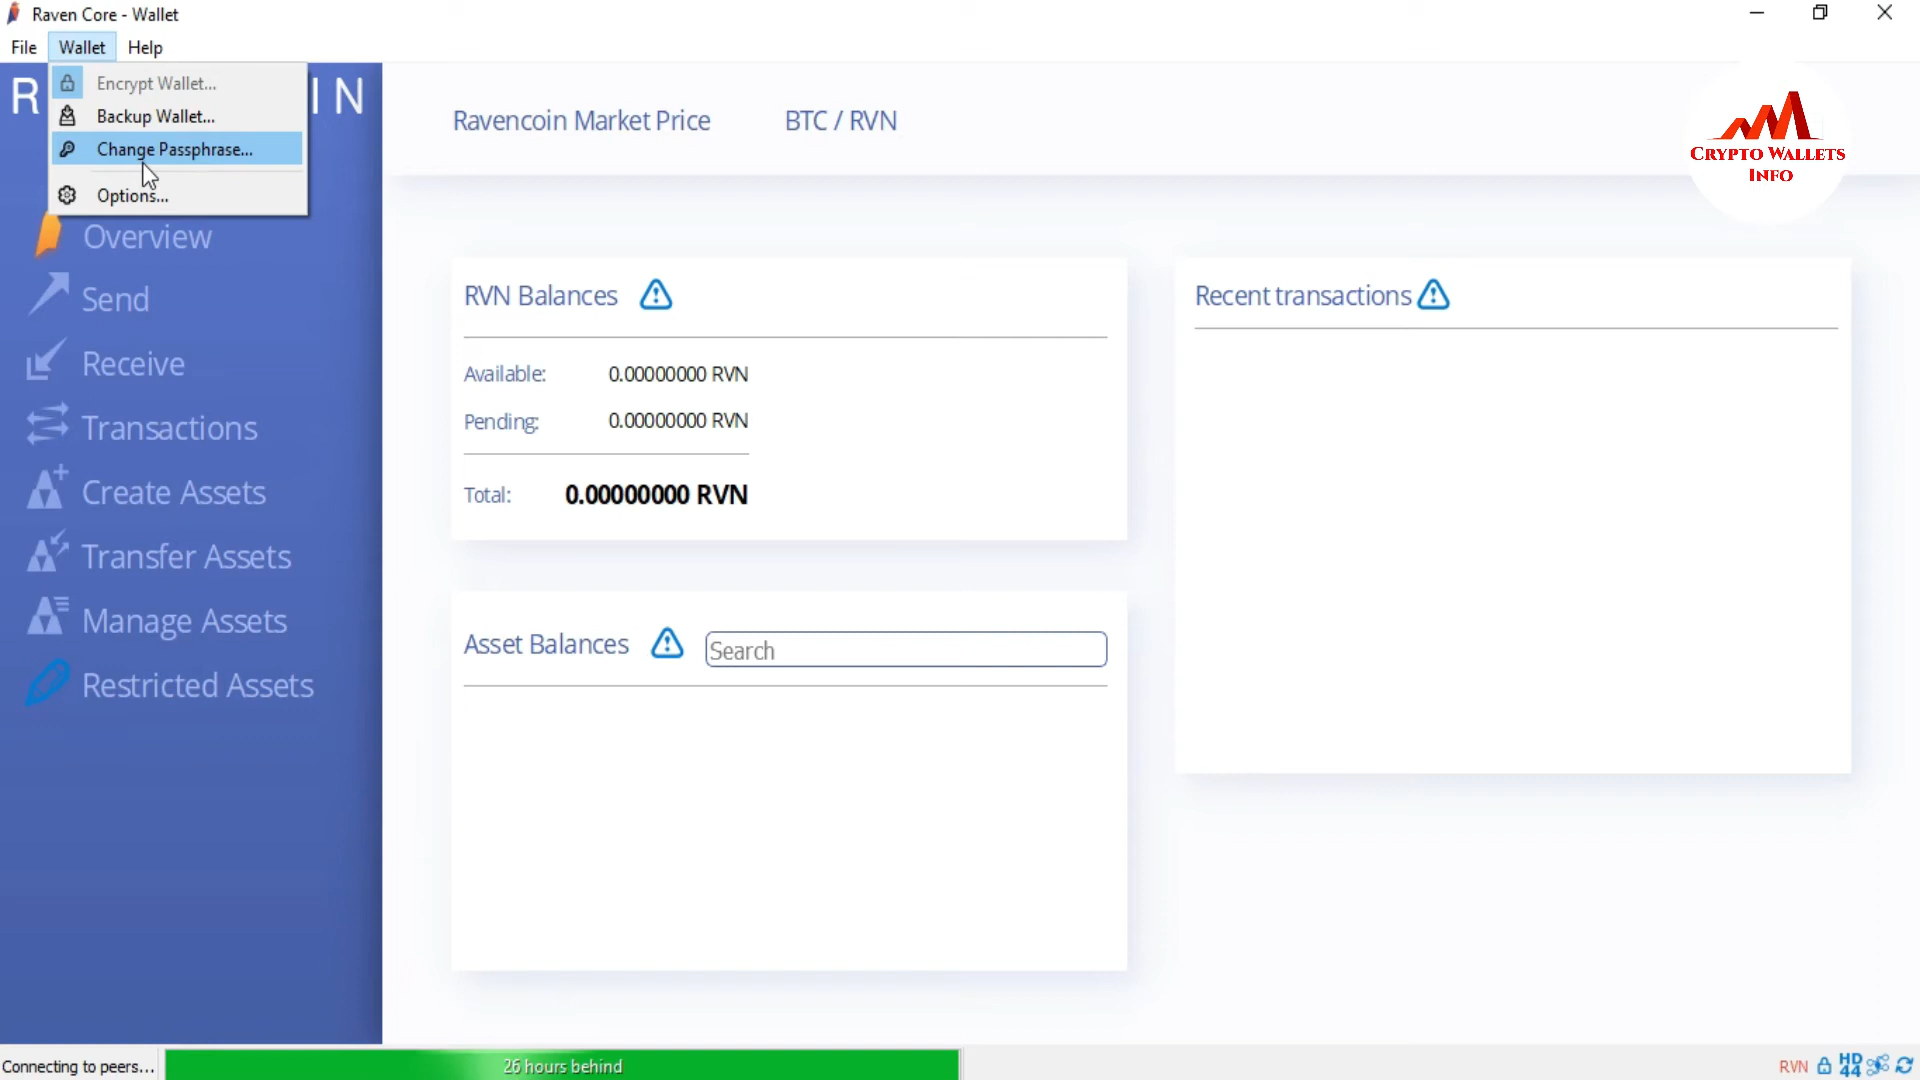 Raven Core - Wallet
File Wallet Help
R IN
Encrypt Wallet...
Backup Wallet...
Change Passphrase...
Options...
Overview
Send
Receive
Transactions
Create Assets
Transfer Assets
Manage Assets
Restricted Assets
Ravencoin Market Price BTC / RVN
CRYPTO WALLETS
INFO
RVN Balances
Available: 0.00000000 RVN
Pending: 0.00000000 RVN
Total: 0.00000000 RVN
Asset Balances Search
Recent transactions
Connecting to peers... 26 hours behind RVN HD
44